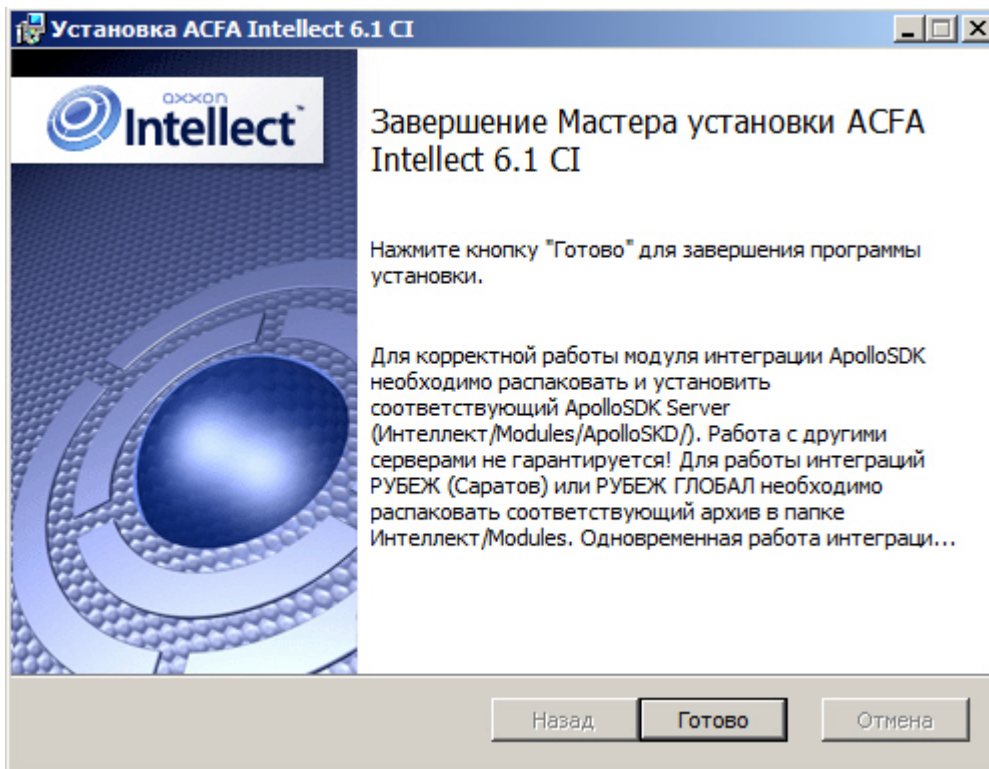 Установка ACFA Intellect 6.1 CI
axxon
Intellect
Завершение Мастера установки ACFA
Intellect 6.1 CI
Нажмите кнопку "Готово" для завершения программы
установки.
Для корректной работы модуля интеграции ApolloSDK
необходимо распаковать и установить
соответствующий ApolloSDK Server
(Интеллект/Modules/ApolloSKD/). Работа с другими
серверами не гарантируется! Для работы интеграций
РУБЕЖ (Саратов) или РУБЕЖ ГЛОБАЛ необходимо
распаковать соответствующий архив в папке
Интеллект/Modules. Одновременная работа интеграци...
Назад
Готово
Отмена